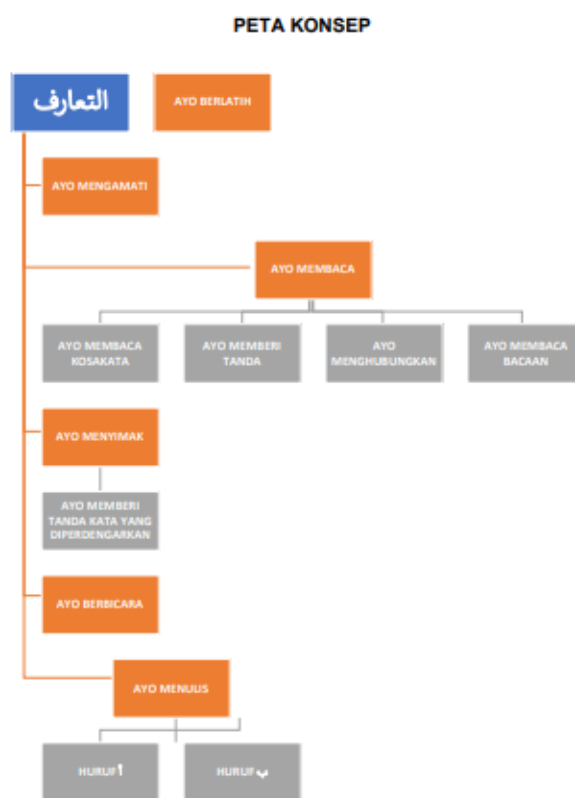 PETA KONSEP
التعارف
AYO BERLATIH
AYO MENGAMATI
AYO MEMBACA
AYO MEMBACA
KOSAKATA
AYO MEMBERI
TANDA
AYO
MENGHUBUNGKAN
AYO MEMBACA
BACAAN
AYO MENYIMAK
AYO MEMBERI
TANDA KATA YANG
DIPERDENGARKAN
AYO BERBICARA
AYO MENULIS
HURUF أ
HURUF ب